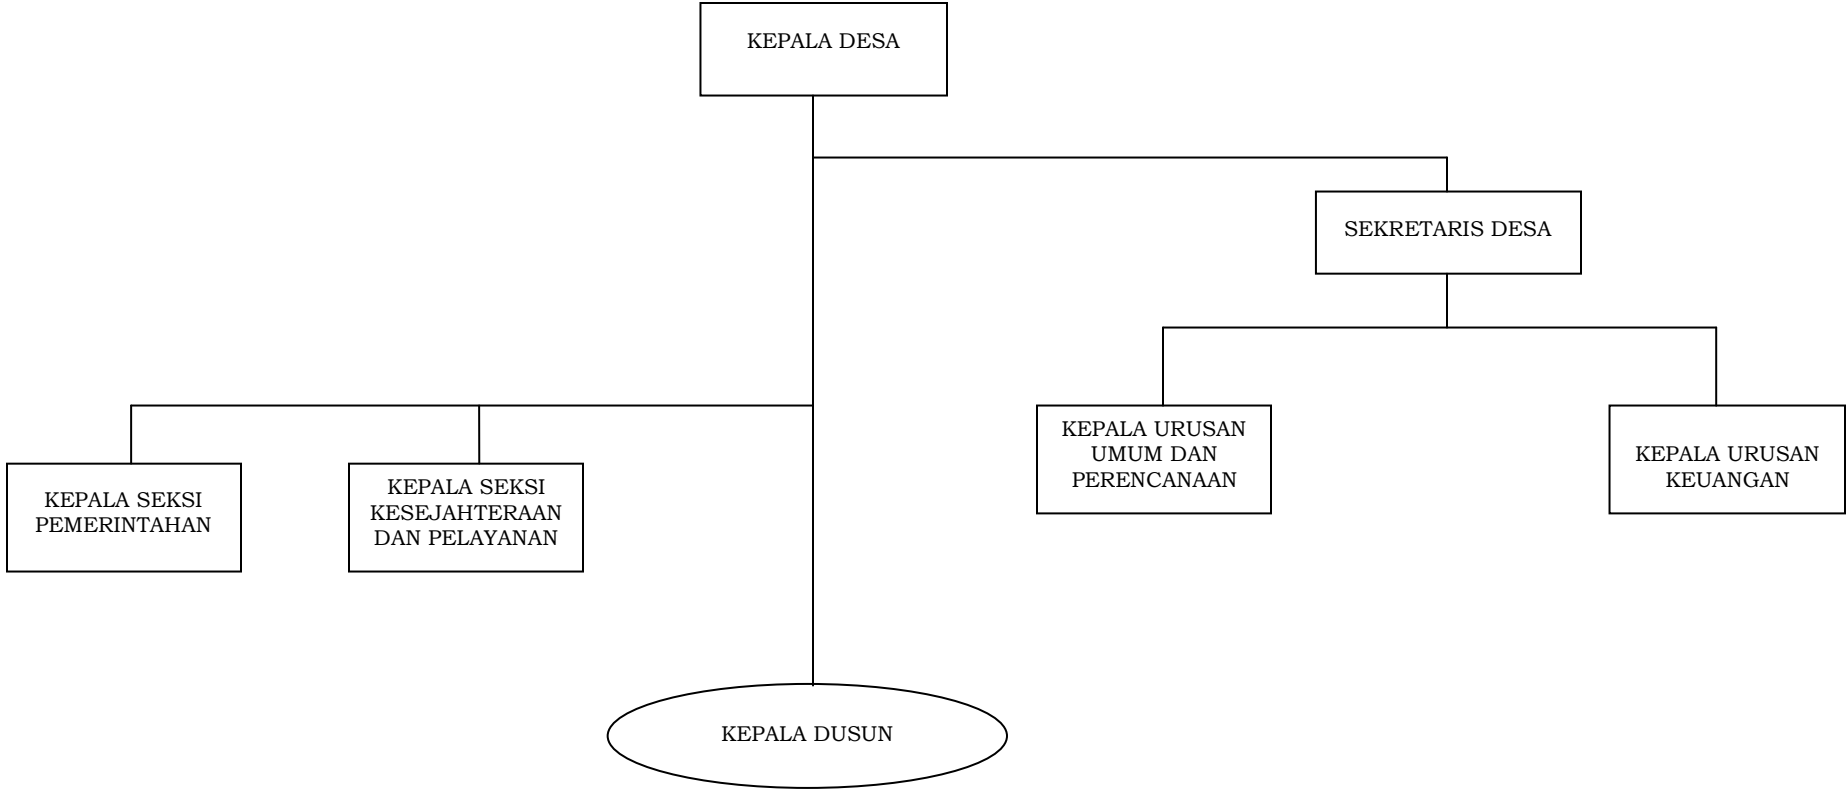 KEPALA DESA
SEKRETARIS DESA
KEPALA URUSAN
UMUM DAN
PERENCANAAN
KEPALA URUSAN
KEUANGAN
KEPALA SEKSI
PEMERINTAHAN
KEPALA SEKSI
KESEJAHTERAAN
DAN PELAYANAN
KEPALA DUSUN